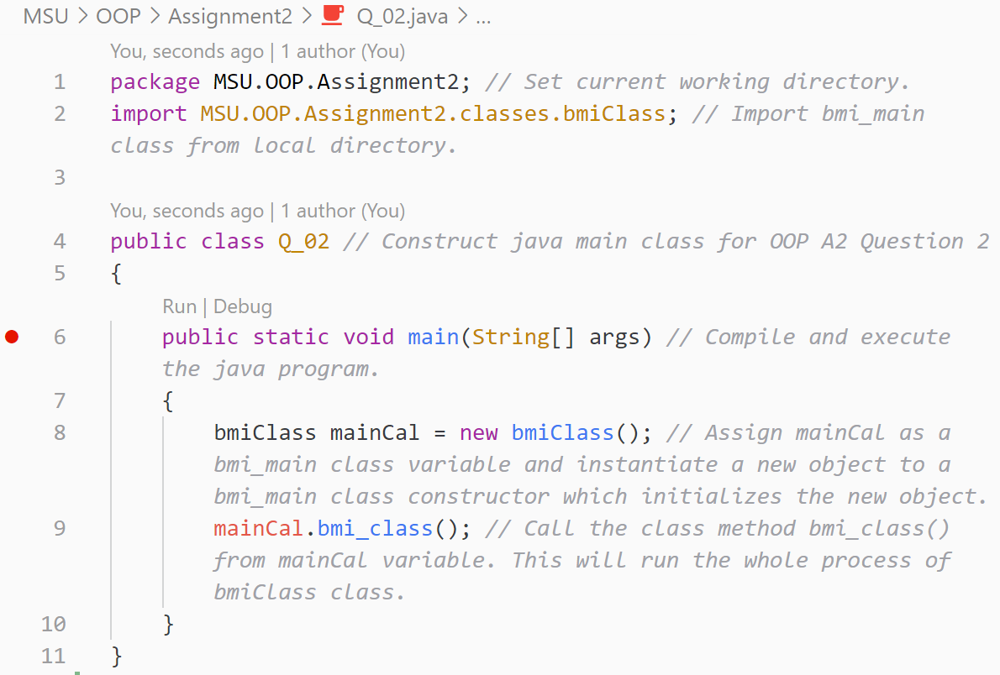 MSU > OOP > Assignment2 > Q_02.java > ...
You, seconds ago | 1 author (You)
1 package MSU.OOP.Assignment2; // Set current working directory.
2 import MSU.OOP.Assignment2.classes.bmiClass; // Import bmi_main
class from local directory.
3
You, seconds ago | 1 author (You)
4 public class Q_02 // Construct java main class for OOP A2 Question 2
5 {
Run | Debug
6 public static void main(String[] args) // Compile and execute
the java program.
7 {
8 bmiClass mainCal = new bmiClass(); // Assign mainCal as a
bmi_main class variable and instantiate a new object to a
bmi_main class constructor which initializes the new object.
9 mainCal.bmi_class(); // Call the class method bmi_class()
from mainCal variable. This will run the whole process of
bmiClass class.
10 }
11 }